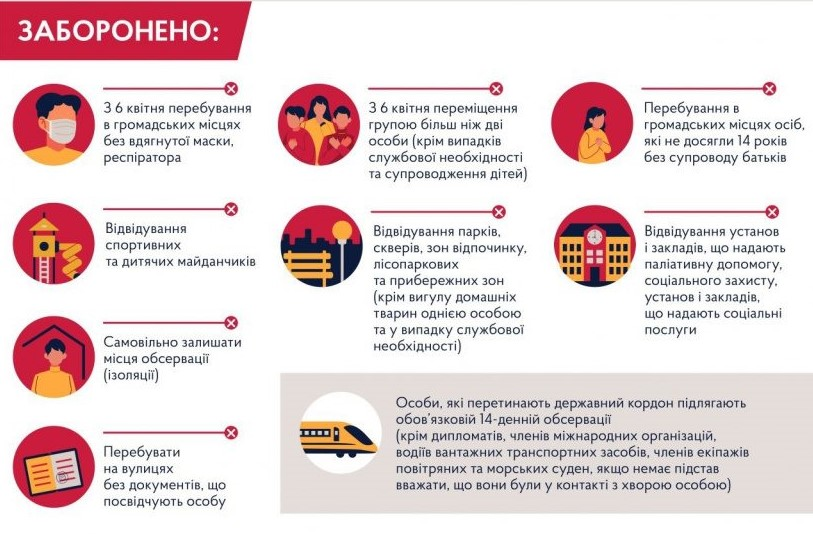 ЗАБОРОНЕНО:
З 6 квітня перебування
в громадських місцях
без вдягнутої маски,
респіратора
З 6 квітня переміщення
групою більш ніж дві
особи (крім випадків
службової необхідності
та супроводження дітей)
Перебування в
громадських місцях осіб,
які не досягли 14 років
без супроводу батьків
Відвідування
спортивних
та дитячих майданчиків
Відвідування парків,
скверів, зон відпочинку,
лісопаркових
та прибережних зон
(крім вигулу домашніх
тварин однією особою
та у випадку службової
необхідності)
Відвідування установ
і закладів, що надають
паліативну допомогу,
соціального захисту,
установ і закладів,
що надають соціальні
послуги
Самовільно залишати
місця обсервації
(ізоляції)
Перебувати
на вулицях
без документів, що
посвідчують особу
Особи, які перетинають державний кордон підлягають
обов’язковій 14-денній обсервації
(крім дипломатів, членів міжнародних організацій,
водіїв вантажних транспортних засобів, членів екіпажів
повітряних та морських суден, якщо немає підстав
вважати, що вони були у контакті з хворою особою)